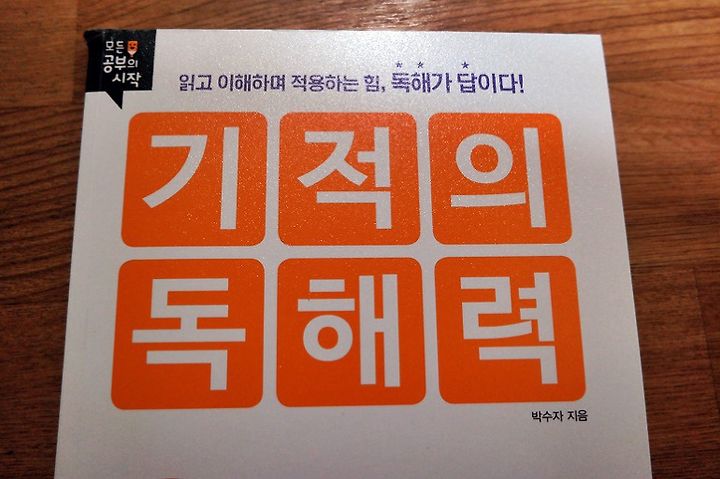 모든
공부의
시작
읽고 이해하며 적용하는 힘, 독해가 답이다!
기적의
독해력
박수자 지음